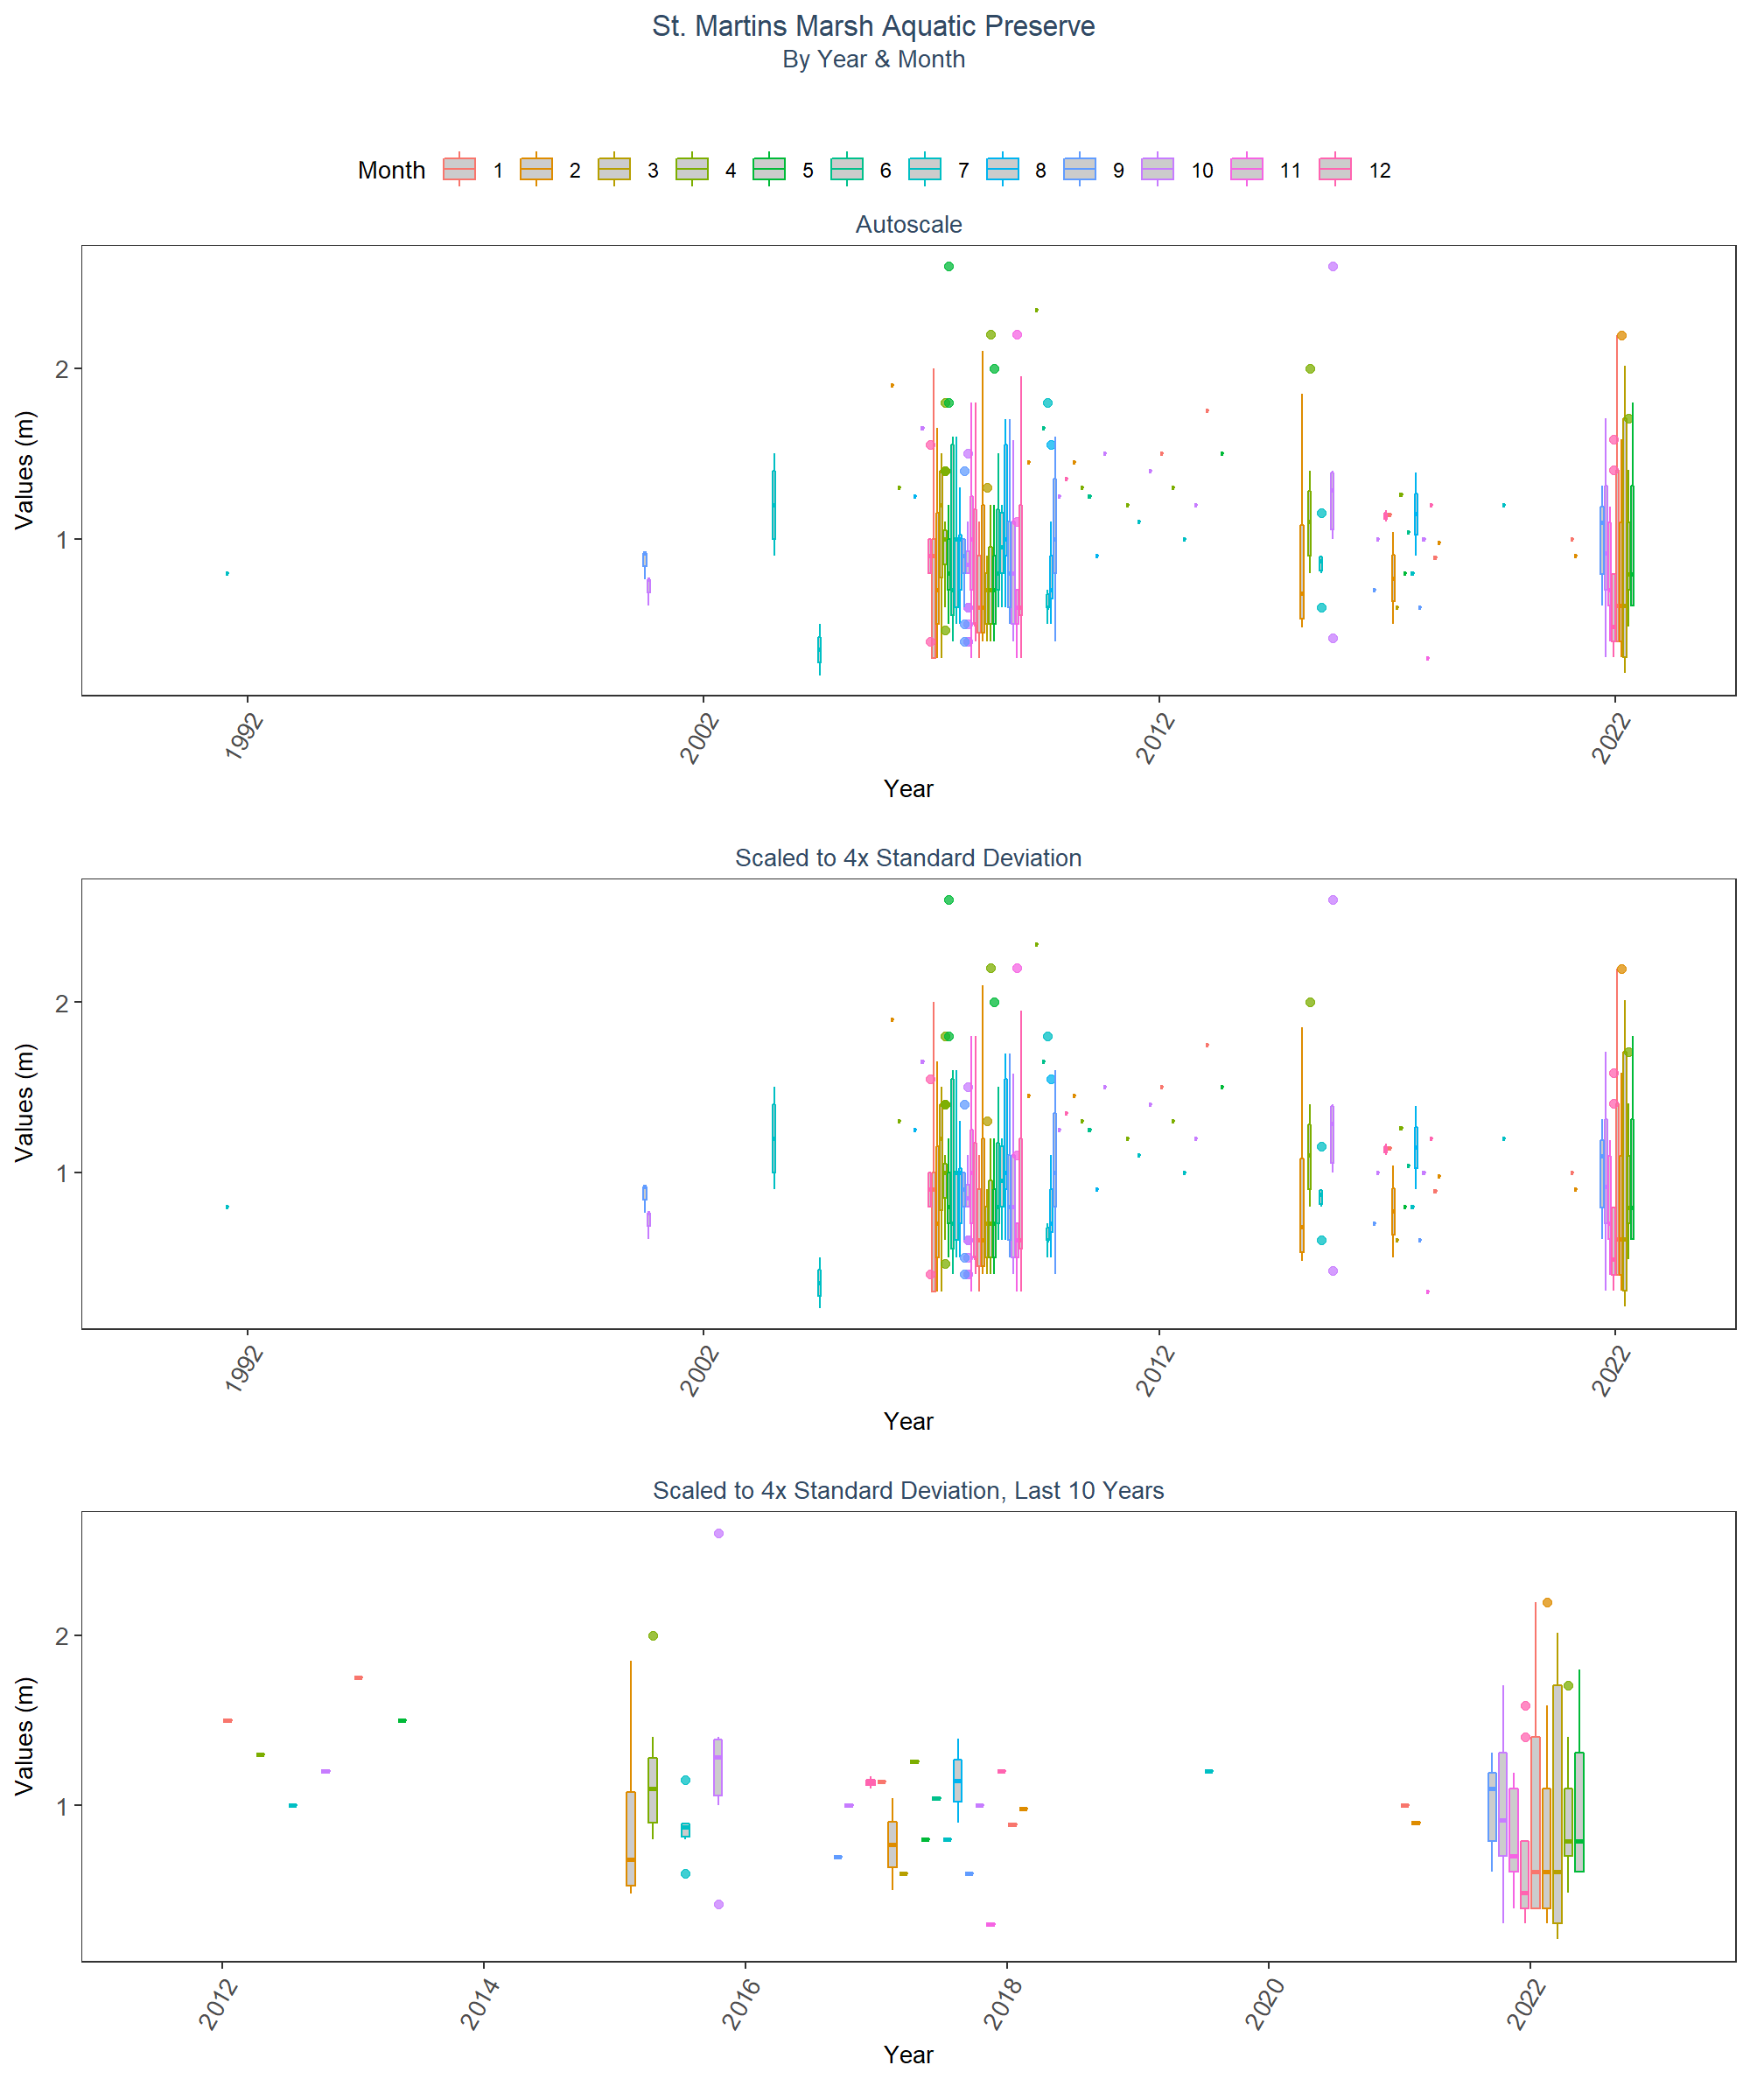 St. Martins Marsh Aquatic Preserve
By Year & Month
Month 1 2 3 4 5 6 7 8 9 10 11 12
Autoscale
Values (m)
2
1
1992 2002 2012 2022
Year
Scaled to 4x Standard Deviation
Values (m)
2
1
1992 2002 2012 2022
Year
Scaled to 4x Standard Deviation, Last 10 Years
Values (m)
2
1
2012 2014 2016 2018 2020 2022
Year